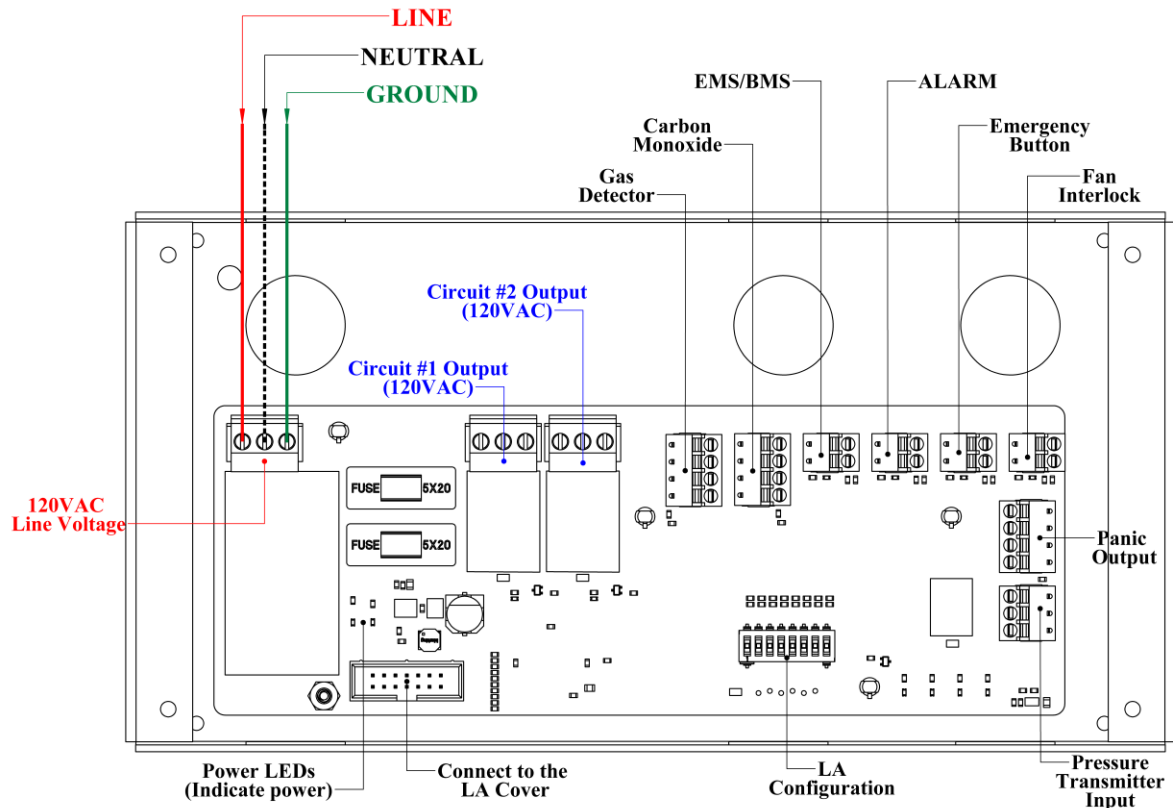 LINE
NEUTRAL
GROUND
EMS/BMS
ALARM
Carbon
Monoxide
Emergency
Button
Gas
Detector
Fan
Interlock
Circuit #2 Output
(120VAC)
Circuit #1 Output
(120VAC)
120VAC
Line Voltage
FUSE 5X20
FUSE 5X20
Panic
Output
Power LEDs
(Indicate power)
Connect to the
LA Cover
LA
Configuration
Pressure
Transmitter
Input